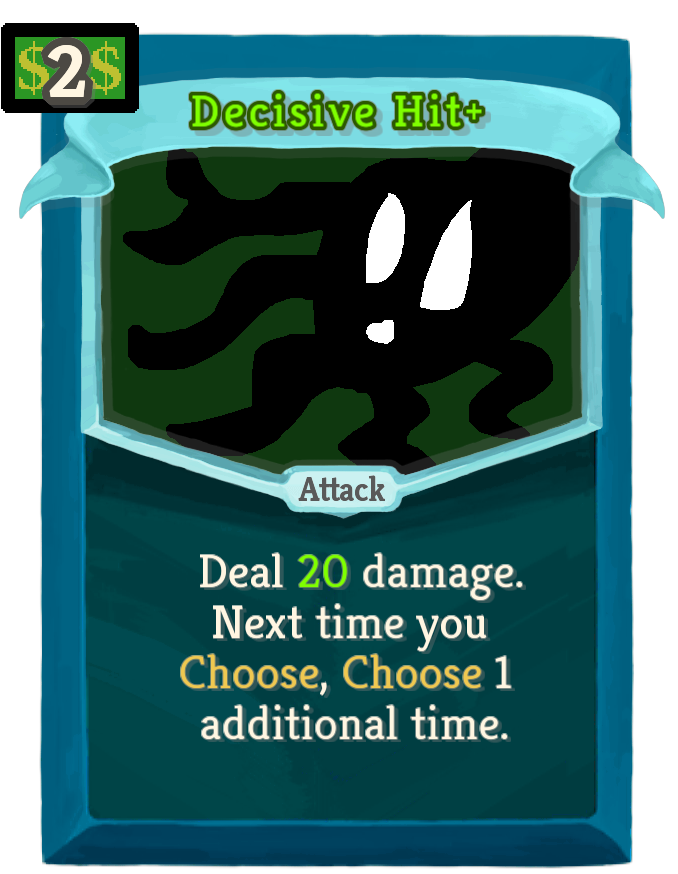 $2$
Decisive Hit+
Attack
Deal 20 damage.
Next time you
Choose, Choose 1
additional time.